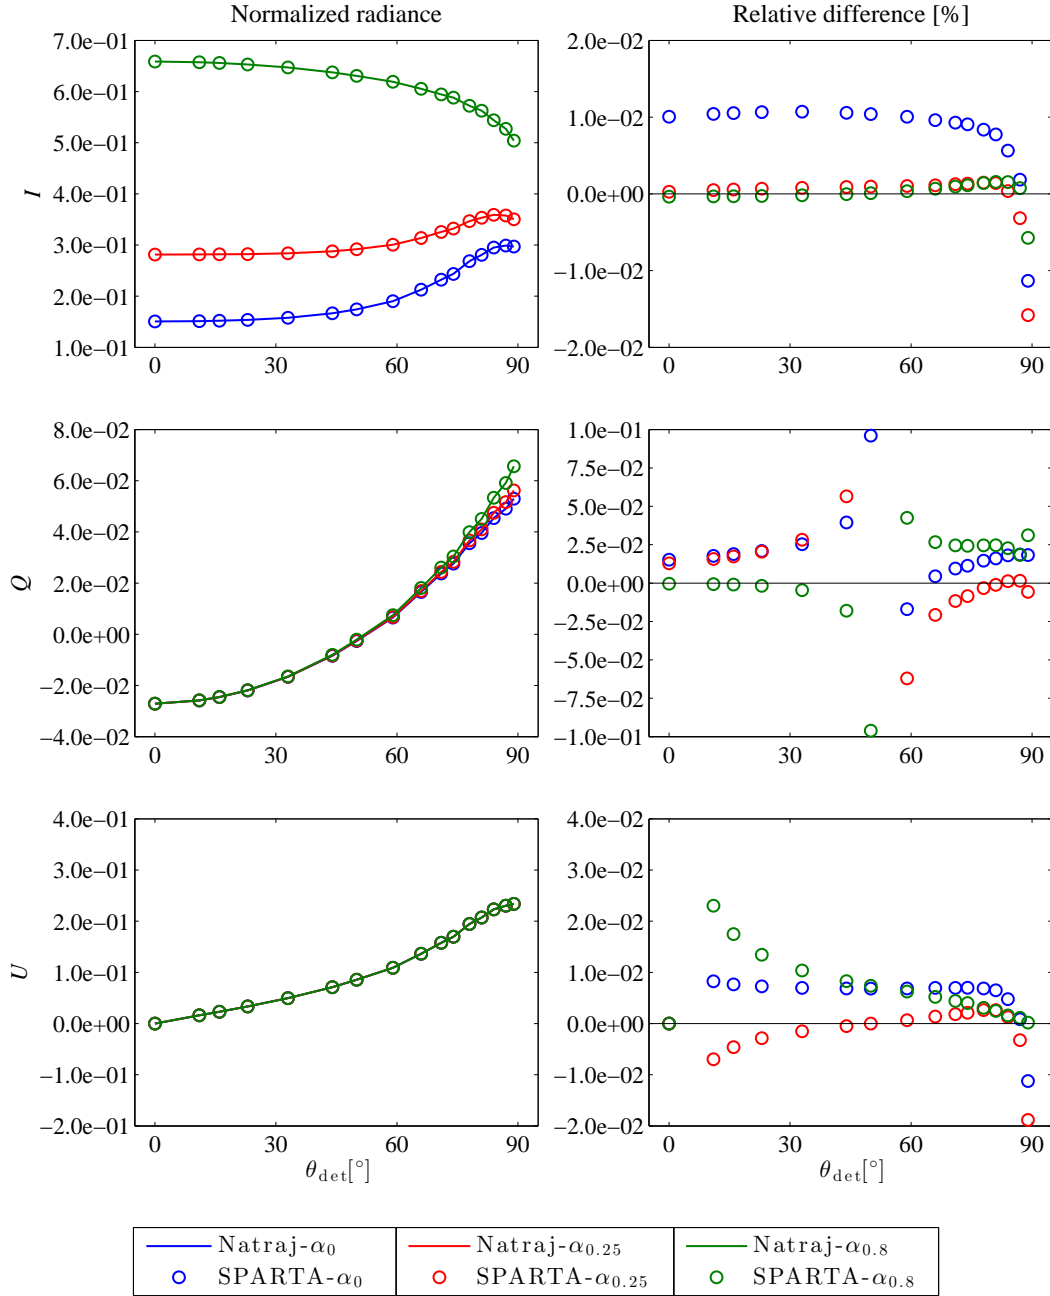 Normalized radiance
Relative difference [%]
7.0e−01
6.0e−01
5.0e−01
4.0e−01
3.0e−01
2.0e−01
1.0e−01
I
0 30 60 90
2.0e−02
1.0e−02
0.0e+00
−1.0e−02
−2.0e−02
0 30 60 90
8.0e−02
6.0e−02
4.0e−02
2.0e−02
0.0e+00
−2.0e−02
−4.0e−02
Q
0 30 60 90
1.0e−01
7.5e−02
5.0e−02
2.5e−02
0.0e+00
−2.5e−02
−5.0e−02
−7.5e−02
−1.0e−01
0 30 60 90
4.0e−01
3.0e−01
2.0e−01
1.0e−01
0.0e+00
−1.0e−01
−2.0e−01
U
0 30 60 90
θdet[°]
4.0e−02
3.0e−02
2.0e−02
1.0e−02
0.0e+00
−1.0e−02
−2.0e−02
0 30 60 90
θdet[°]
Natraj-α0 Natraj-α0.25 Natraj-α0.8
SPARTA-α0 SPARTA-α0.25 SPARTA-α0.8